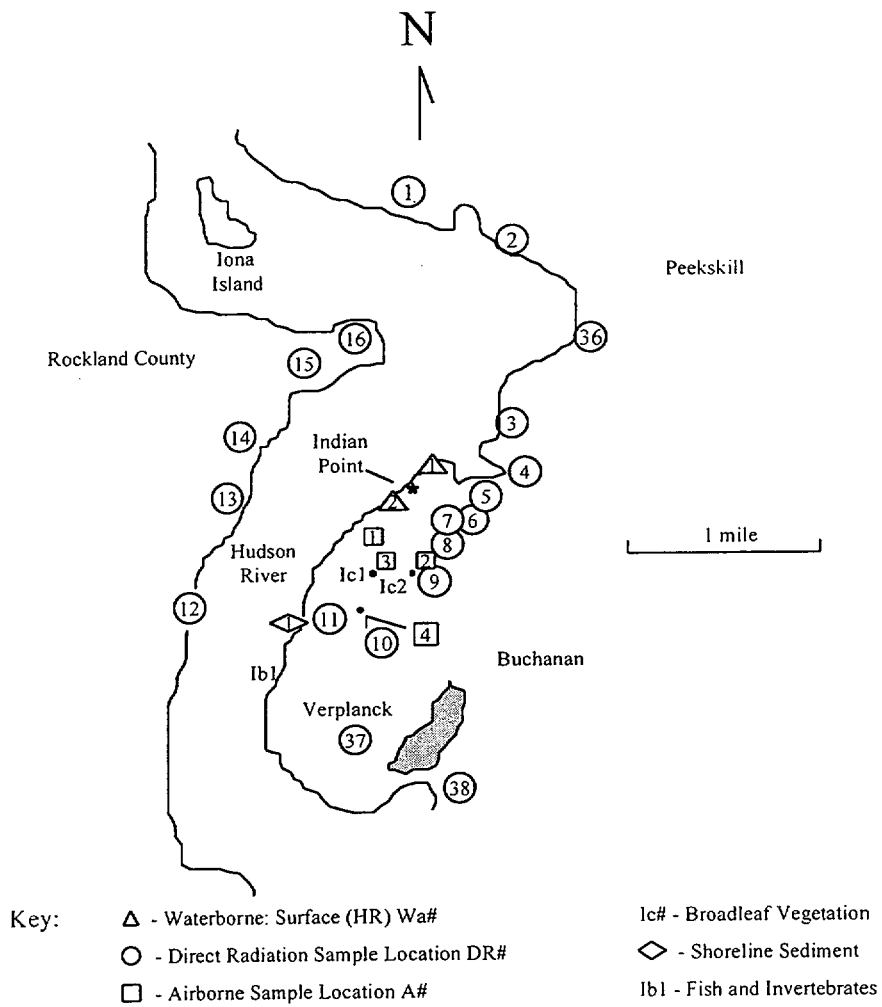 N
1
2
Peekskill
Iona
Island
36
16
15
Rockland County
3
14
Indian
Point
1
4
*
13
2
5
7
6
1
8
1 mile
Hudson
River
3
2
Ic1
Ic2
9
12
1
11
10
4
Buchanan
Ib1
Verplanck
37
38
Key:
△ - Waterborne: Surface (HR) Wa#
○ - Direct Radiation Sample Location DR#
□ - Airborne Sample Location A#
Ic# - Broadleaf Vegetation
◇ - Shoreline Sediment
Ib1 - Fish and Invertebrates